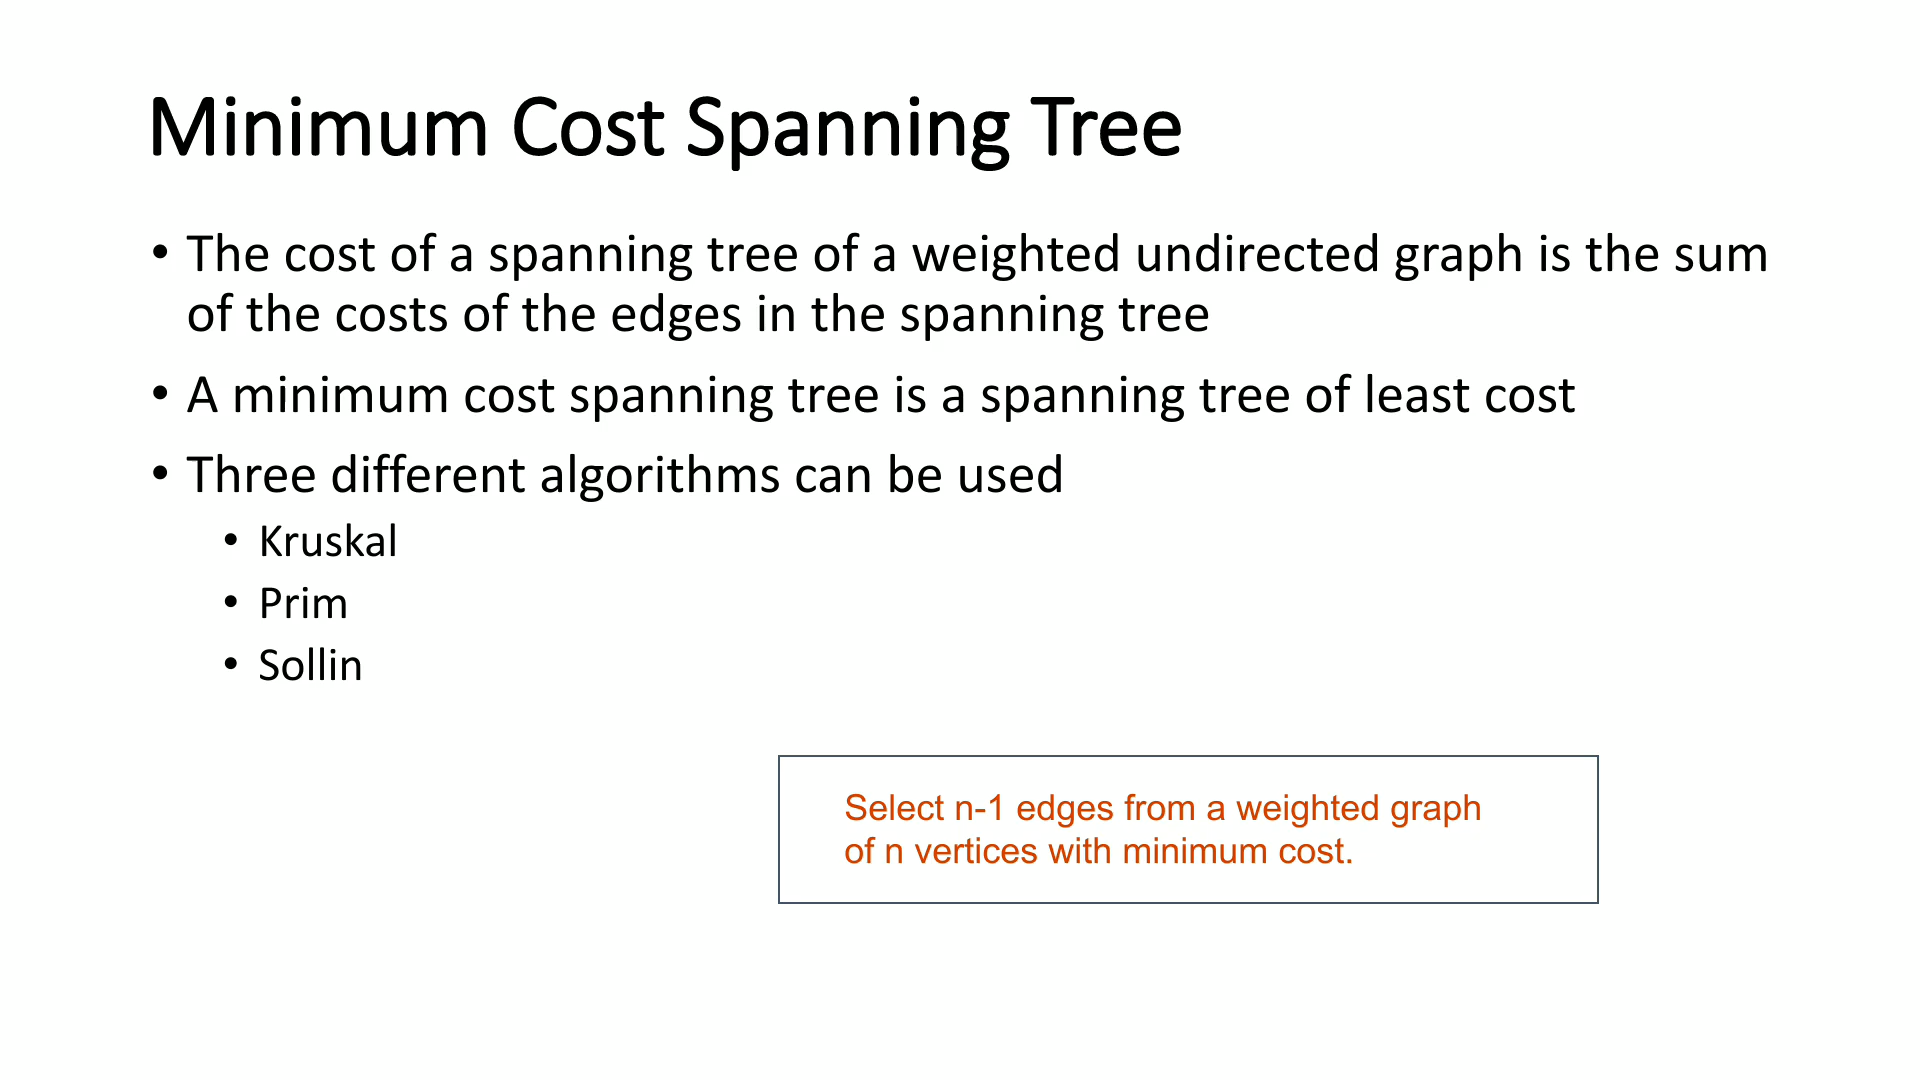 Minimum Cost Spanning Tree
• The cost of a spanning tree of a weighted undirected graph is the sum
of the costs of the edges in the spanning tree
• A minimum cost spanning tree is a spanning tree of least cost
• Three different algorithms can be used
• Kruskal
• Prim
• Sollin
Select n-1 edges from a weighted graph
of n vertices with minimum cost.